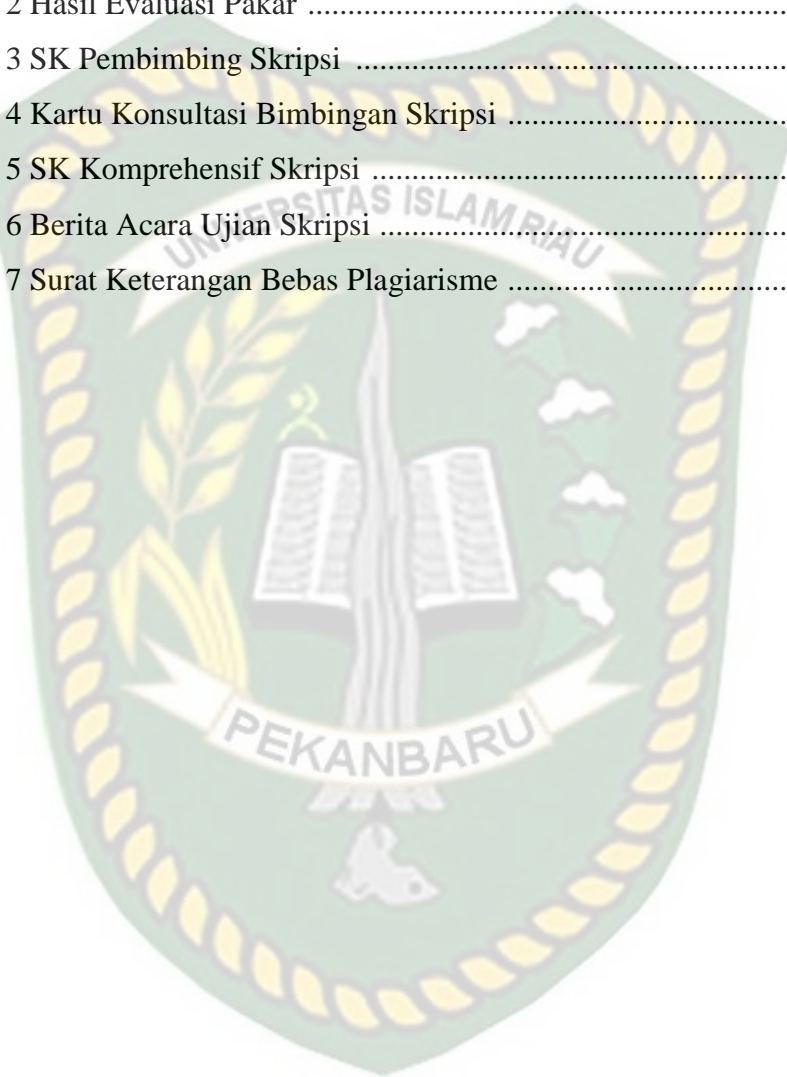 2 Hasil Evaluasi Pakar ............................................................
3 SK Pembimbing Skripsi ......................................................
4 Kartu Konsultasi Bimbingan Skripsi ...................................
5 SK Komprehensif Skripsi ....................................................
6 Berita Acara Ujian Skripsi ...................................................
7 Surat Keterangan Bebas Plagiarisme ...................................
UNIVERSITAS ISLAM RIAU
PEKANBARU